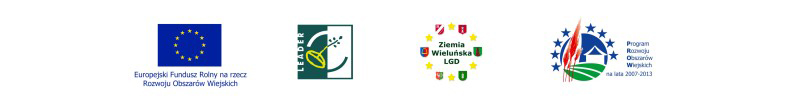 Europejski Fundusz Rolny na rzecz
Rozwoju Obszarów Wiejskich
LEADER
Ziemia
Wieluńska
LGD
Program
Rozwoju
Obszarów
Wiejskich
na lata 2007-2013